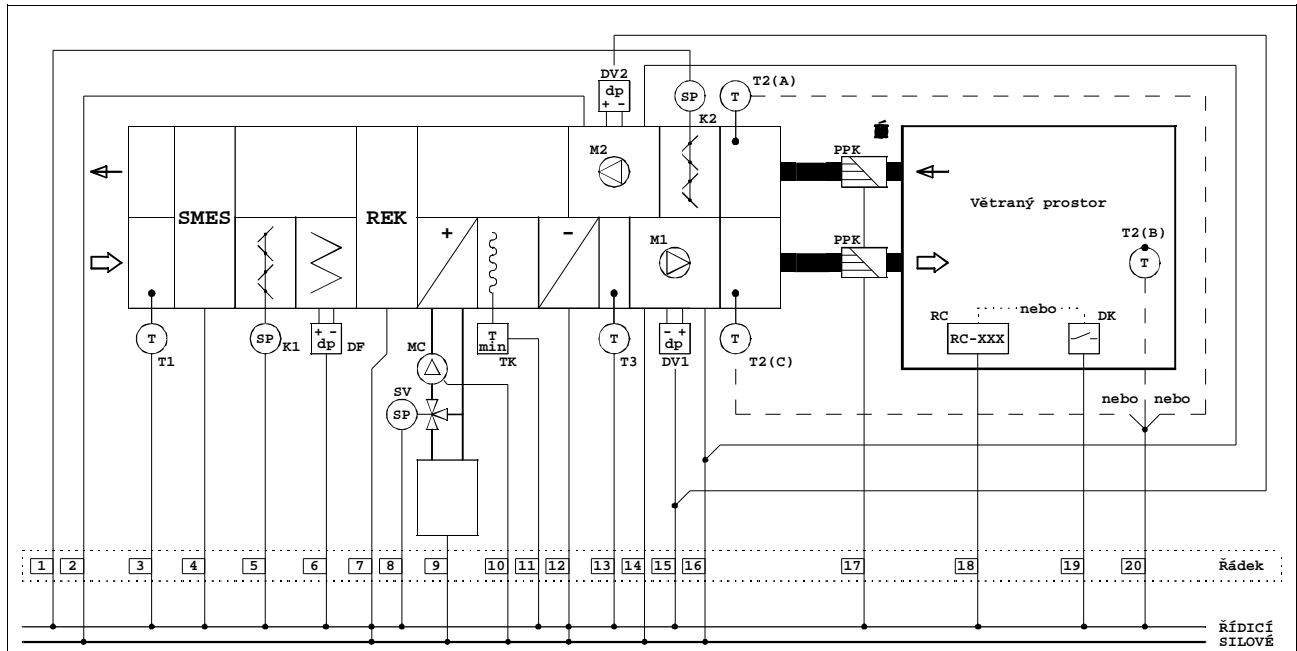 DV2
T2(A)
dp
+ -
SP
T
K2
M2
PPK
SMES
REK
Větraný prostor
+
-
M1
PPK
T2(B)
T
nebo
RC
DK
T
T1
SP
K1
+ -
dp
DF
MC
T
min
TK
T
T3
- +
dp
DV1
T
T2(C)
RC-XXX
SV
SP
nebo nebo
1 2 3 4 5 6 7 8 9 10 11 12 13 14 15 16 17 18 19 20 Řádek
ŘÍDICÍ
SILOVÉ